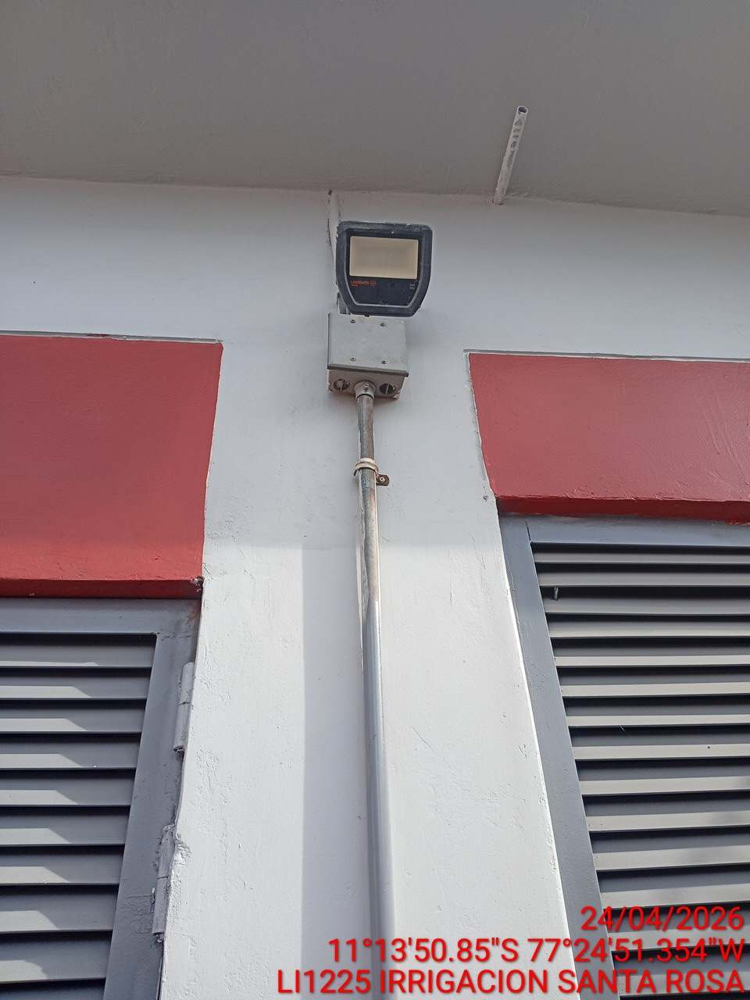 24/04/2026
11°13'50.85"S 77°24'51.354"W
LI1225 IRRIGACION SANTA ROSA